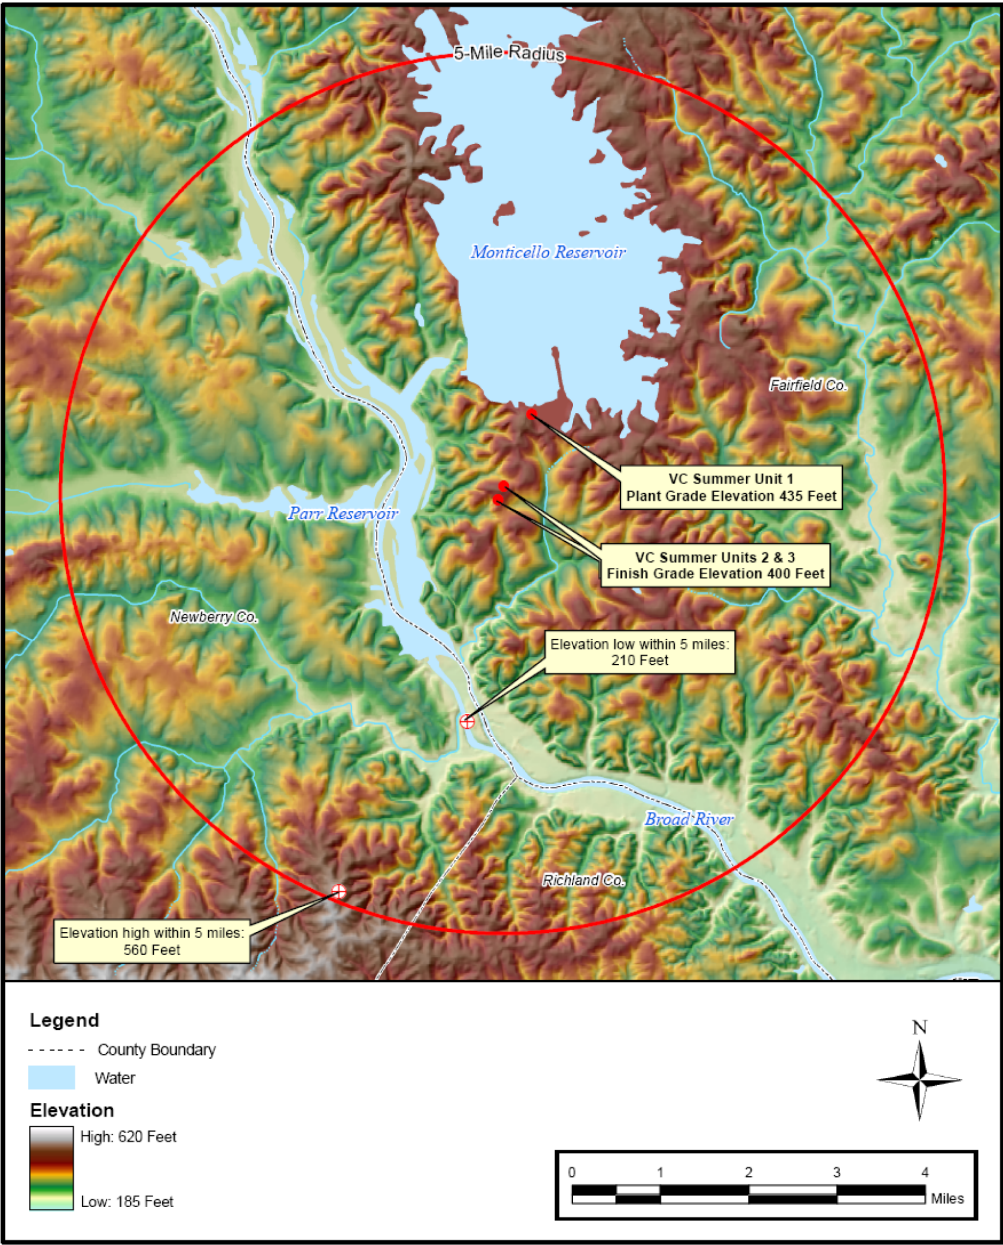 5-Mile Radius
Monticello Reservoir
Fairfield Co.
VC Summer Unit 1
Plant Grade Elevation 435 Feet
Parr Reservoir
VC Summer Units 2 & 3
Finish Grade Elevation 400 Feet
Newberry Co.
Elevation low within 5 miles:
210 Feet
Broad River
Richland Co.
Elevation high within 5 miles:
560 Feet
Legend
County Boundary
Water
Elevation
High: 620 Feet
Low: 185 Feet
N
0 1 2 3 4
Miles